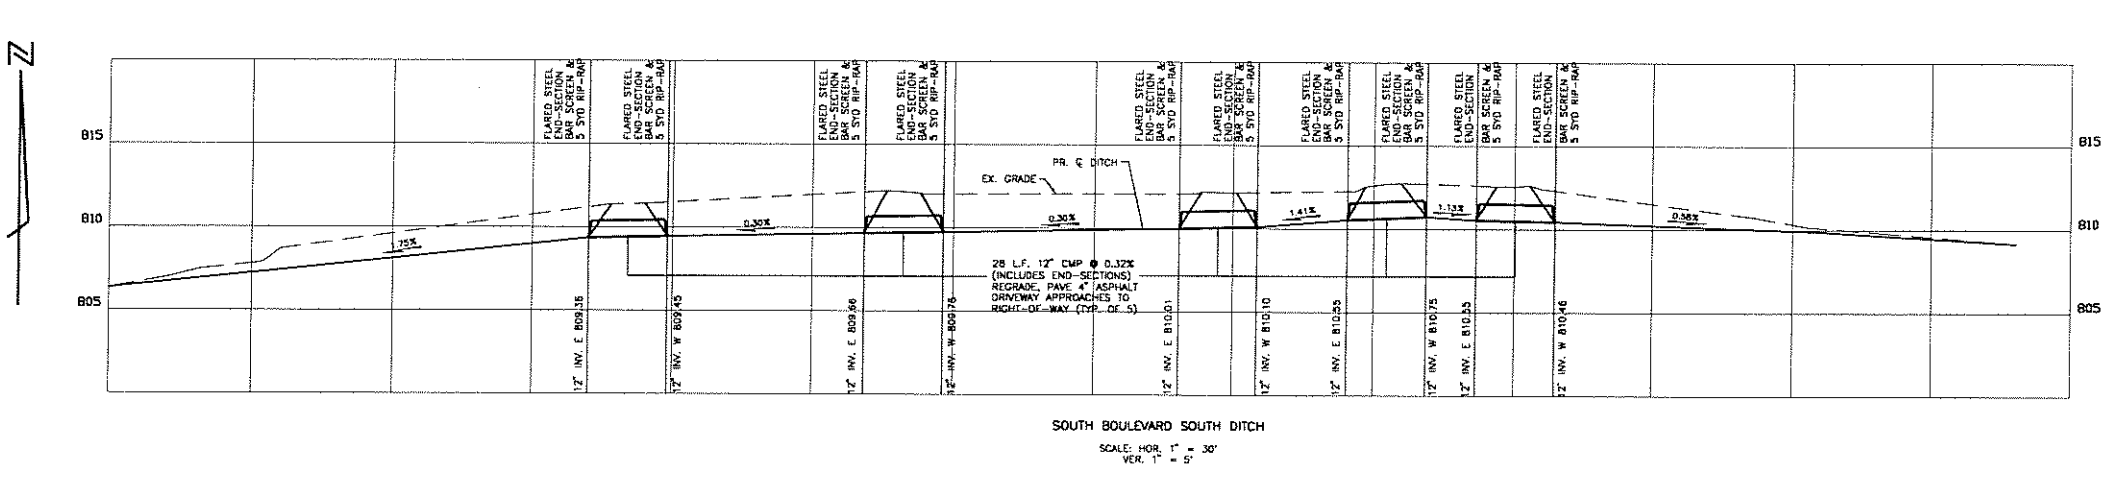 N
FLARED STEEL
END-SECTION
BAR SCREEN &
5 SYD RIP-RAP
FLARED STEEL
END-SECTION
BAR SCREEN &
5 SYD RIP-RAP
FLARED STEEL
END-SECTION
BAR SCREEN &
5 SYD RIP-RAP
FLARED STEEL
END-SECTION
BAR SCREEN &
5 SYD RIP-RAP
FLARED STEEL
END-SECTION
BAR SCREEN &
5 SYD RIP-RAP
FLARED STEEL
END-SECTION
BAR SCREEN &
5 SYD RIP-RAP
FLARED STEEL
END-SECTION
BAR SCREEN &
5 SYD RIP-RAP
FLARED STEEL
END-SECTION
BAR SCREEN &
5 SYD RIP-RAP
FLARED STEEL
END-SECTION
BAR SCREEN &
5 SYD RIP-RAP
FLARED STEEL
END-SECTION
BAR SCREEN &
5 SYD RIP-RAP
815
815
PR. ℄ DITCH
EX. GRADE
810
810
1.75%
0.30%
0.30%
1.41%
1.13%
0.58%
28 L.F. 12" CMP @ 0.32%
(INCLUDES END-SECTIONS)
REGRADE, PAVE 4" ASPHALT
DRIVEWAY APPROACHES TO
RIGHT-OF-WAY (TYP. OF 5)
805
805
12" INV. E 809.36
12" INV. W 809.45
12" INV. E 809.66
12" INV. W 809.76
12" INV. E 810.01
12" INV. W 810.10
12" INV. E 810.55
12" INV. W 810.75
12" INV. E 810.55
12" INV. W 810.46
SOUTH BOULEVARD SOUTH DITCH
SCALE: HOR. 1" = 30'
VER. 1" = 5'